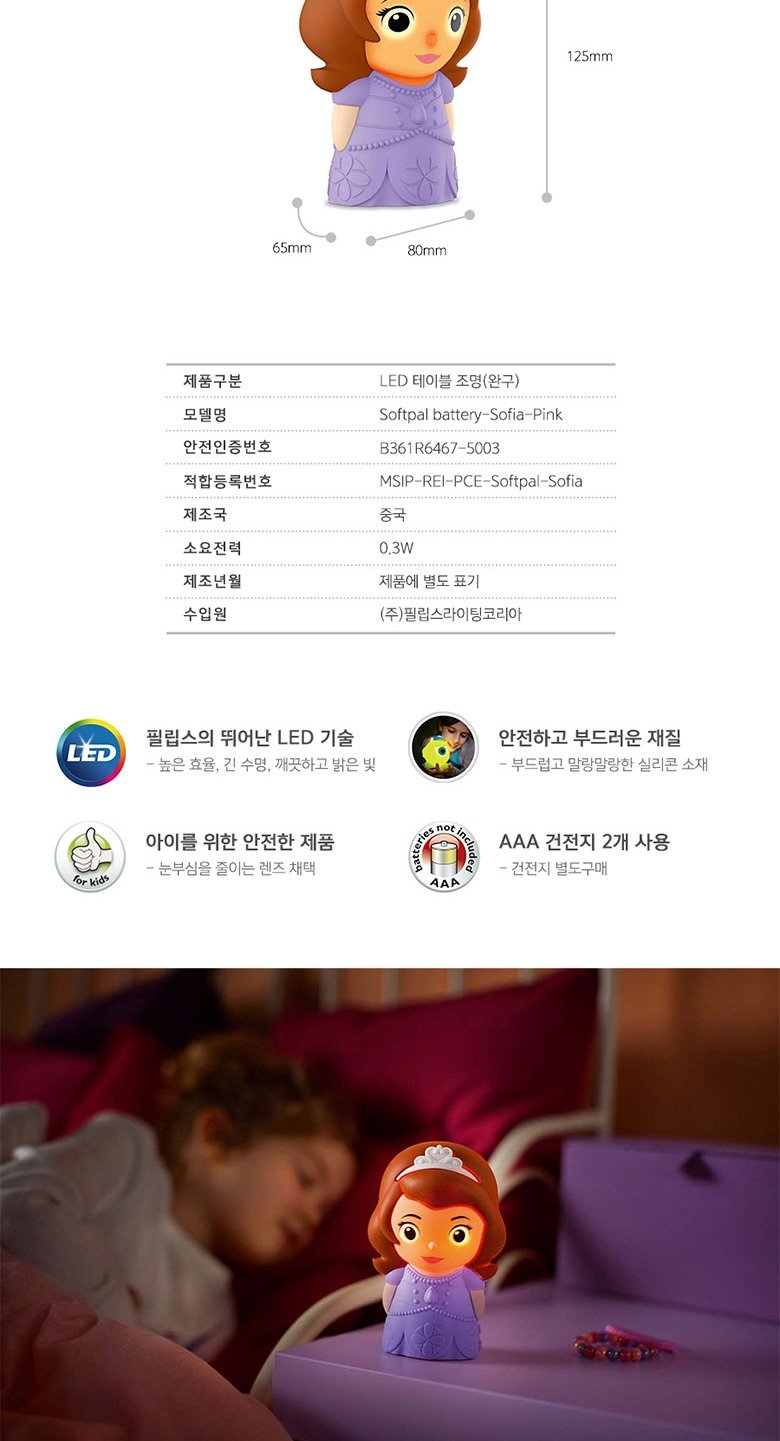 125mm
65mm
80mm
제품구분 LED 테이블 조명(완구)
모델명 Softpal battery-Sofia-Pink
안전인증번호 B361R6467-5003
적합등록번호 MSIP-REI-PCE-Softpal-Sofia
제조국 중국
소요전력 0.3W
제조년월 제품에 별도 표기
수입원 (주)필립스라이팅코리아
LED
필립스의 뛰어난 LED 기술
- 높은 효율, 긴 수명, 깨끗하고 밝은 빛
안전하고 부드러운 재질
- 부드럽고 말랑말랑한 실리콘 소재
for kids
아이를 위한 안전한 제품
- 눈부심을 줄이는 렌즈 채택
batteries not included
AAA
AAA 건전지 2개 사용
- 건전지 별도구매